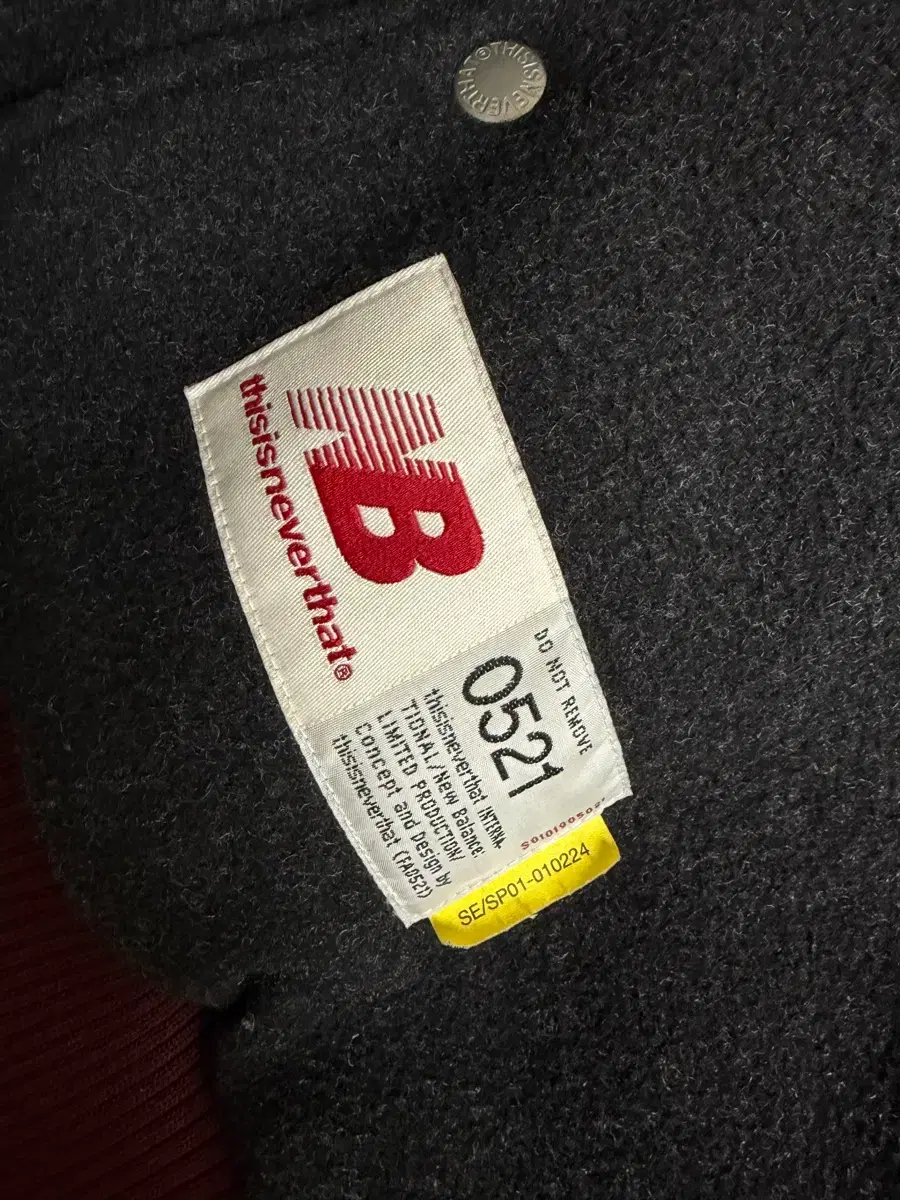 ©THISISNEVERTHAT
NB
thisisneverthat®
DO NOT REMOVE
0521
thisisneverthat INTERNA-
TIONAL/New Balance:
LIMITED PRODUCTION/
Concept and Design by
thisisneverthat (FA0521)
SE/SP01-010224